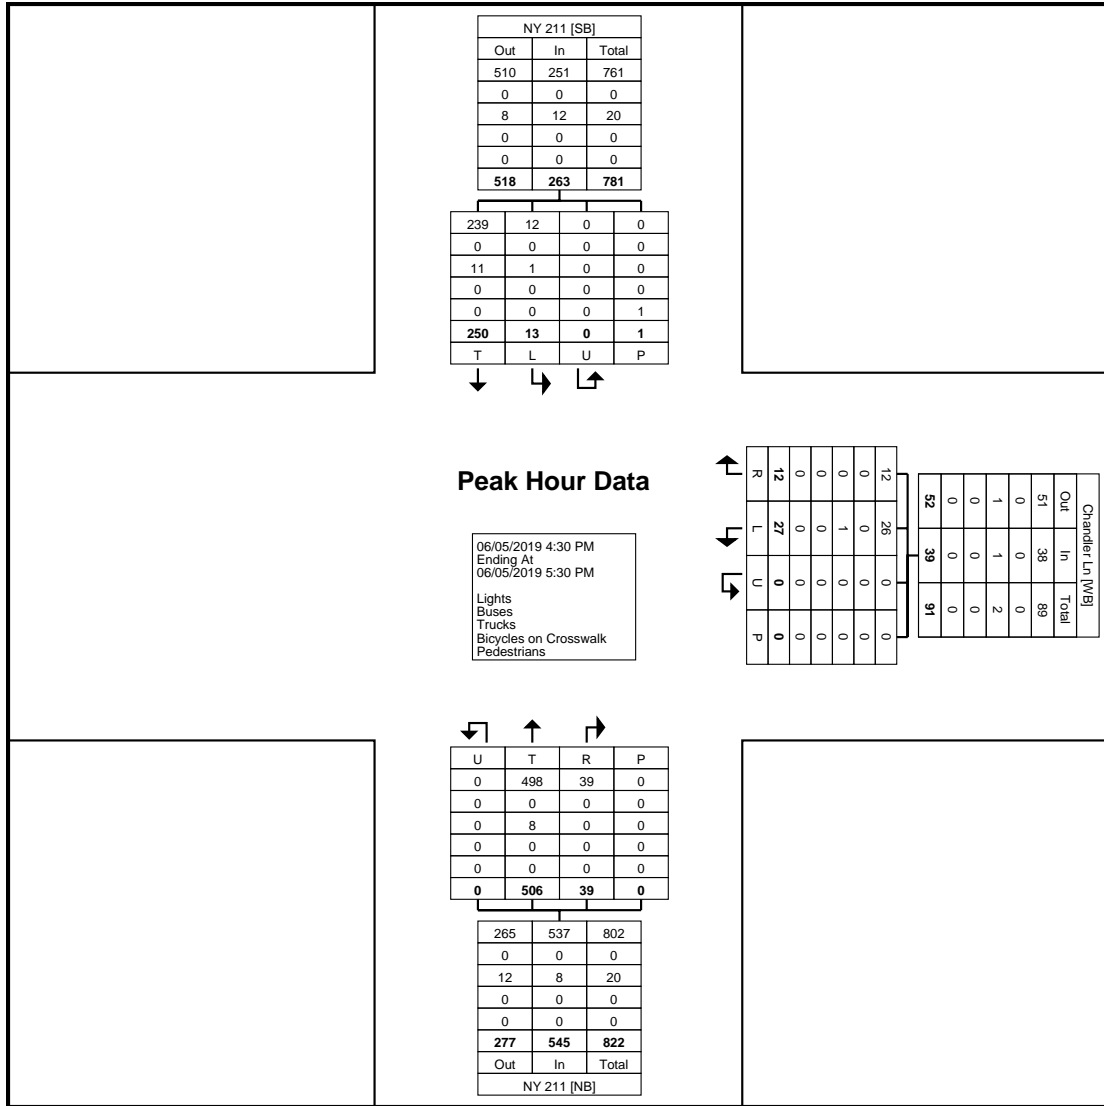 NY 211 [SB]
Out In Total
510 251 761
0 0 0
8 12 20
0 0 0
0 0 0
518 263 781
239 12 0 0
0 0 0 0
11 1 0 0
0 0 0 0
0 0 0 1
250 13 0 1
T L U P
Peak Hour Data
06/05/2019 4:30 PM
Ending At
06/05/2019 5:30 PM
Lights
Buses
Trucks
Bicycles on Crosswalk
Pedestrians
Chandler Ln [WB]
Out In Total
51 38 89
0 0 0
1 1 2
0 0 0
0 0 0
52 39 91
12 26 0 0
0 0 0 0
0 1 0 0
0 0 0 0
0 0 0 0
12 27 0 0
R L U P
U T R P
0 498 39 0
0 0 0 0
0 8 0 0
0 0 0 0
0 0 0 0
0 506 39 0
265 537 802
0 0 0
12 8 20
0 0 0
0 0 0
277 545 822
Out In Total
NY 211 [NB]